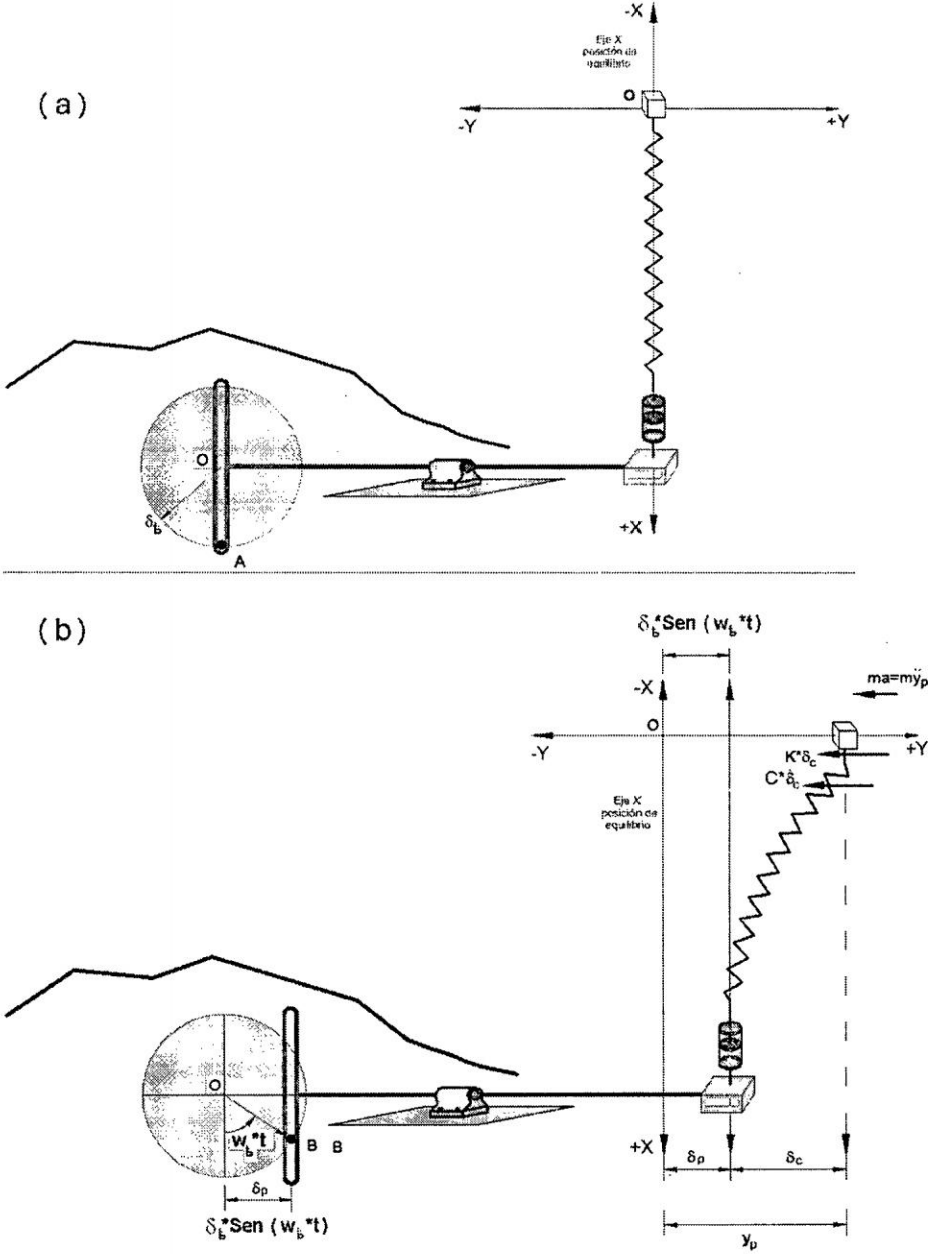 -X
Eje X
posición de
equilibrio
(a)
O
-Y
+Y
O
δb
A
+X
(b)
δb*Sen (wb*t)
-X
ma=mÿp
O
-Y
+Y
K*δc
C*δ̇c
Eje X
posición de
equilibrio
O
wb*t
B B
+X
δp
δc
δp
δb*Sen (wb*t)
yp